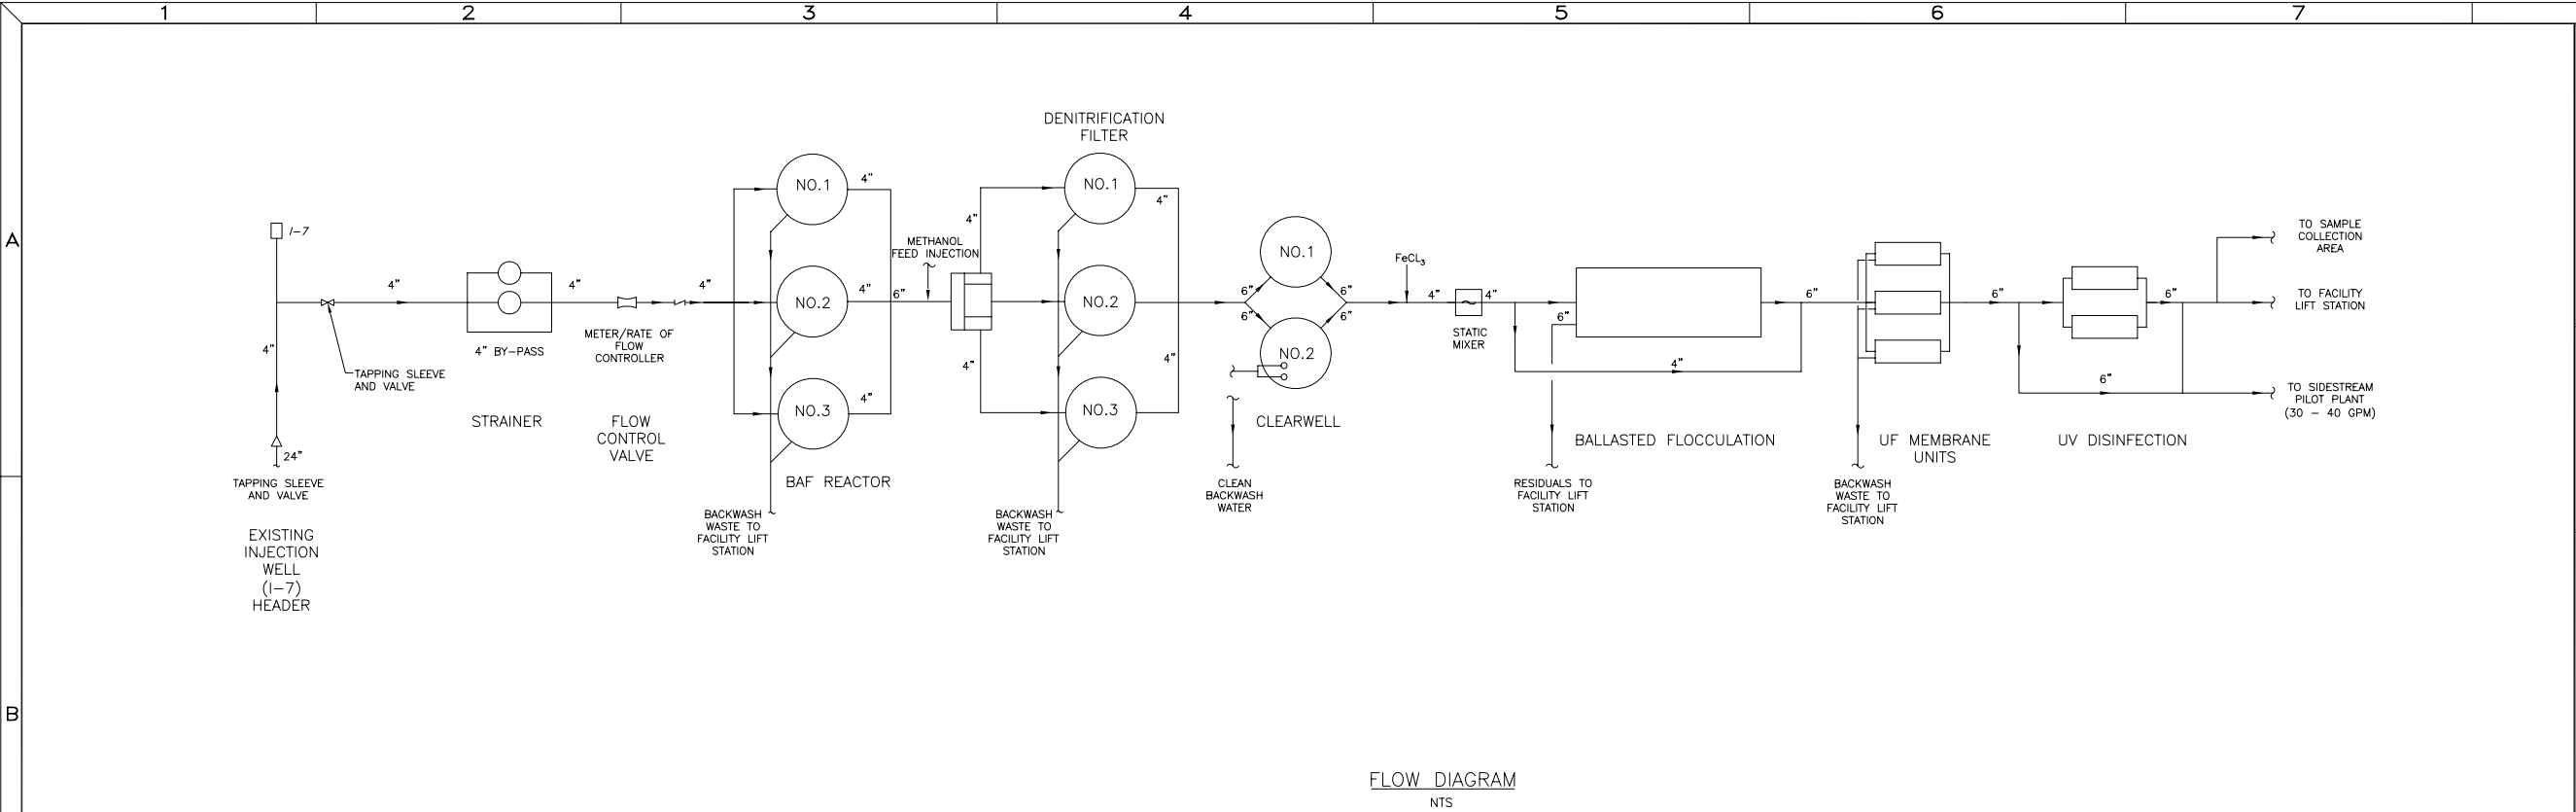 1
2
3
4
5
6
7
A
B
DENITRIFICATION
FILTER
I-7
4"
24"
TAPPING SLEEVE
AND VALVE
EXISTING
INJECTION
WELL
(I-7)
HEADER
TAPPING SLEEVE
AND VALVE
4"
4" BY-PASS
STRAINER
4"
METER/RATE OF
FLOW
CONTROLLER
FLOW
CONTROL
VALVE
4"
NO.1
4"
NO.2
4"
6"
NO.3
4"
BAF REACTOR
BACKWASH
WASTE TO
FACILITY LIFT
STATION
METHANOL
FEED INJECTION
4"
4"
NO.1
4"
NO.2
4"
NO.3
BACKWASH
WASTE TO
FACILITY LIFT
STATION
NO.1
6"
6"
6"
6"
NO.2
CLEARWELL
CLEAN
BACKWASH
WATER
FeCL3
4"
4"
STATIC
MIXER
6"
4"
BALLASTED FLOCCULATION
RESIDUALS TO
FACILITY LIFT
STATION
6"
UF MEMBRANE
UNITS
BACKWASH
WASTE TO
FACILITY LIFT
STATION
6"
6"
6"
UV DISINFECTION
TO SAMPLE
COLLECTION
AREA
TO FACILITY
LIFT STATION
TO SIDESTREAM
PILOT PLANT
(30 - 40 GPM)
FLOW DIAGRAM
NTS